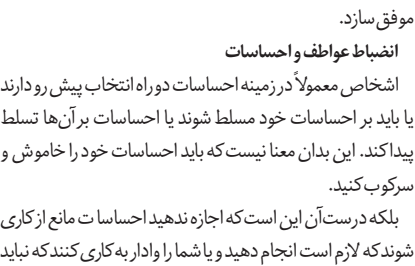 موفق سازد.
انضباط عواطف و احساسات
اشخاص معمولاً در زمینه احساسات دو راه انتخاب پیش رو دارند
یا باید بر احساسات خود مسلط شوند یا احساسات بر آن‌ها تسلط
پیدا کند. این بدان معنا نیست که باید احساسات خود را خاموش و
سرکوب کنید.
بلکه درست‌آن این است که اجازه ندهید احساسا ت مانع از کاری
شوند که لازم است انجام دهید و یا شما را وادار به کاری کنند که نباید